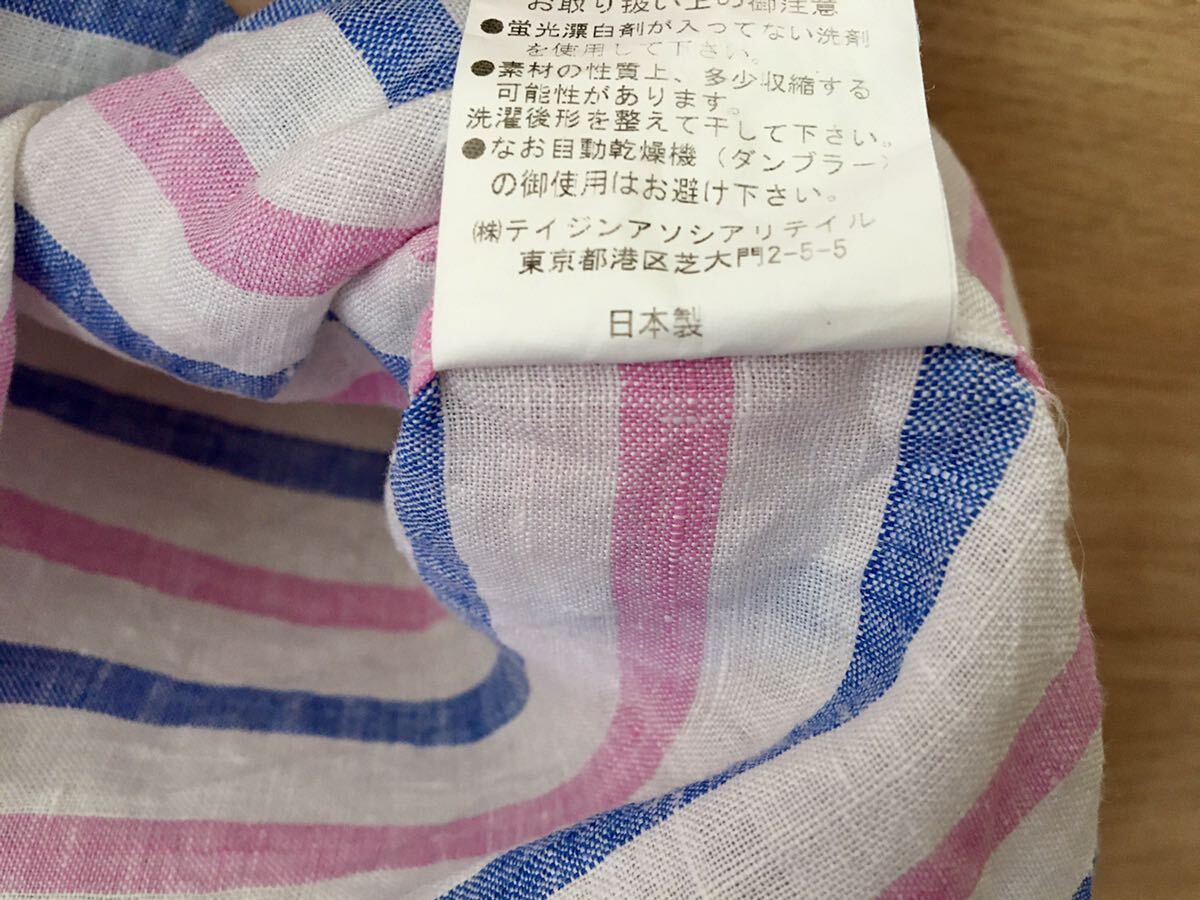 お取り扱い上の御注意
●蛍光漂白剤が入ってない洗剤
を使用して下さい。
●素材の性質上、多少収縮する
可能性があります。
洗濯後形を整えて干して下さい。
●なお自動乾燥機（ダンブラー）
の御使用はお避け下さい。
㈱テイジンアソシアリテイル
東京都港区芝大門2-5-5
日本製